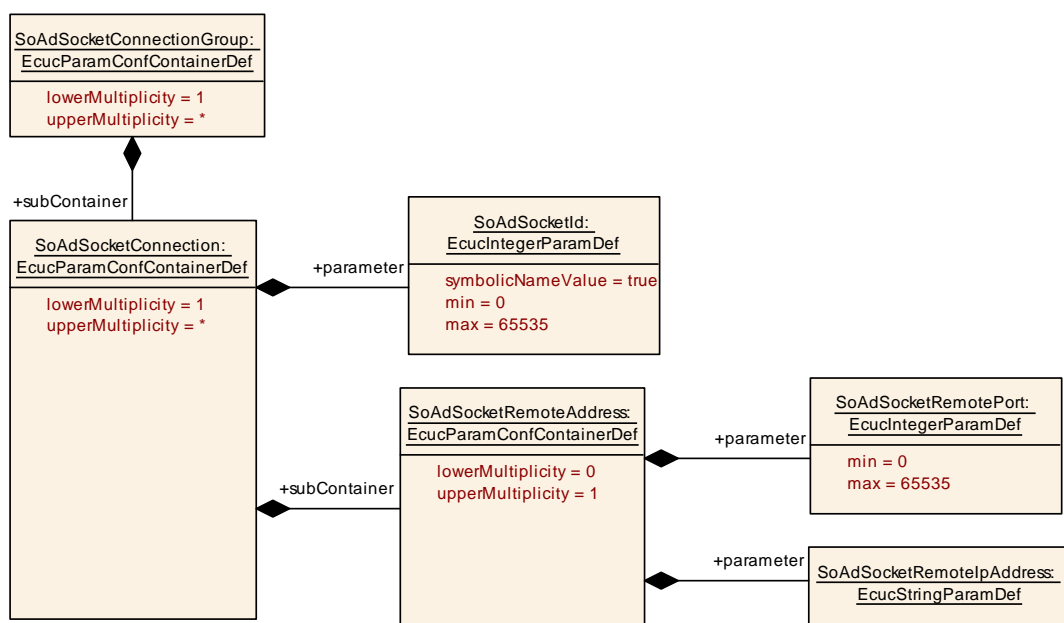 SoAdSocketConnectionGroup:
EcucParamConfContainerDef
lowerMultiplicity = 1
upperMultiplicity = *
+subContainer
SoAdSocketConnection:
EcucParamConfContainerDef
lowerMultiplicity = 1
upperMultiplicity = *
+parameter
SoAdSocketId:
EcucIntegerParamDef
symbolicNameValue = true
min = 0
max = 65535
+subContainer
SoAdSocketRemoteAddress:
EcucParamConfContainerDef
lowerMultiplicity = 0
upperMultiplicity = 1
+parameter
SoAdSocketRemotePort:
EcucIntegerParamDef
min = 0
max = 65535
+parameter
SoAdSocketRemoteIpAddress:
EcucStringParamDef